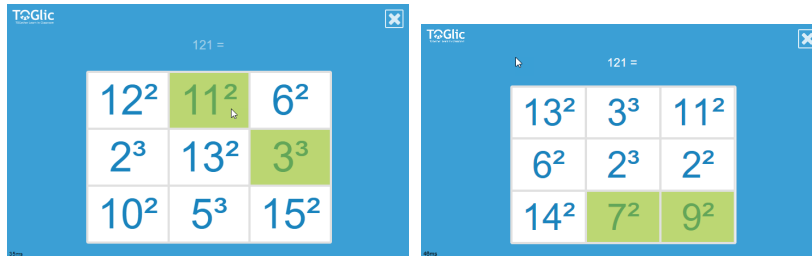 TOGlic
121 =
12² 11² 6²
2³ 13² 3³
10² 5³ 15²
TOGlic
121 =
13² 3³ 11²
6² 2³ 2²
14² 7² 9²